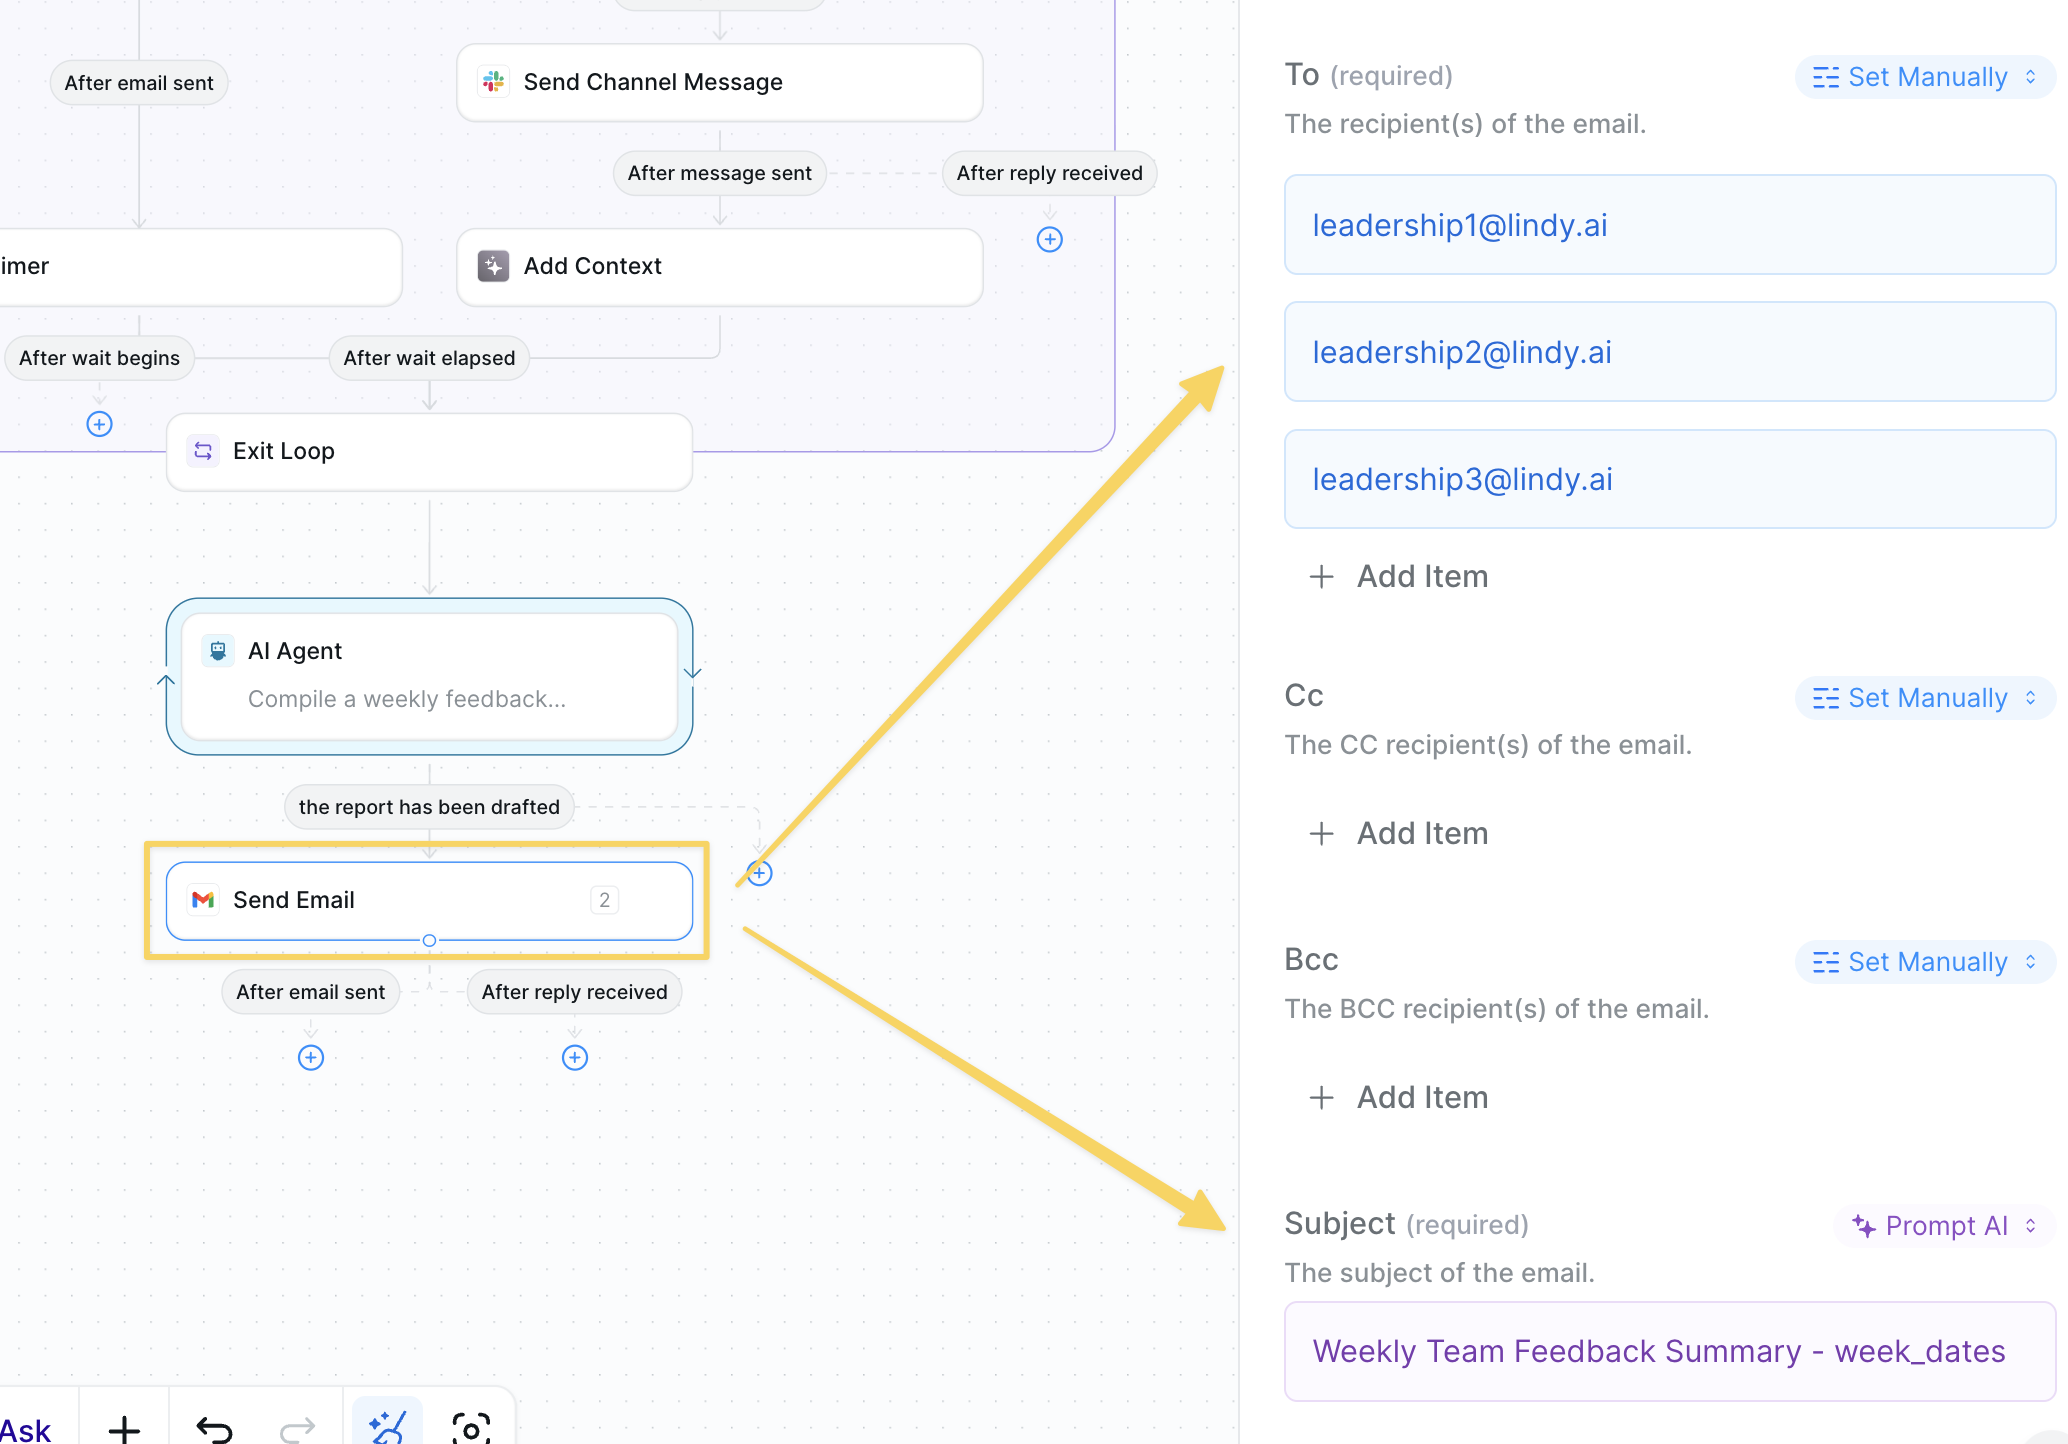 After email sent
Send Channel Message
After message sent
After reply received
imer
Add Context
After wait begins
After wait elapsed
Exit Loop
AI Agent
Compile a weekly feedback...
the report has been drafted
Send Email
2
After email sent
After reply received
Ask
To (required)
Set Manually
The recipient(s) of the email.
leadership1@lindy.ai
leadership2@lindy.ai
leadership3@lindy.ai
Add Item
Cc
Set Manually
The CC recipient(s) of the email.
Add Item
Bcc
Set Manually
The BCC recipient(s) of the email.
Add Item
Subject (required)
Prompt AI
The subject of the email.
Weekly Team Feedback Summary - week_dates